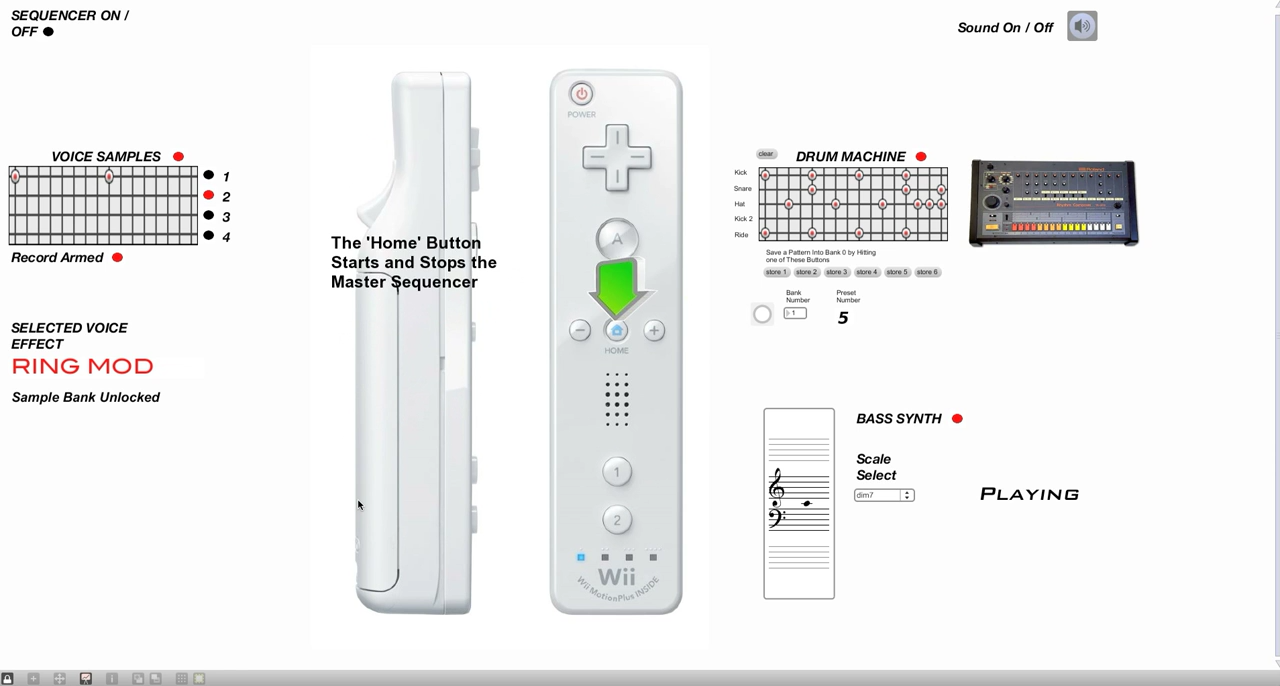 SEQUENCER ON /
OFF
Sound On / Off
VOICE SAMPLES
1
2
3
4
Record Armed
SELECTED VOICE
EFFECT
RING MOD
Sample Bank Unlocked
POWER
A
The 'Home' Button
Starts and Stops the
Master Sequencer
HOME
1
2
Wii
Wii MotionPlus INSIDE
clear
DRUM MACHINE
Kick
Snare
Hat
Kick 2
Ride
Save a Pattern Into Bank 0 by Hitting
one of These Buttons
store 1 store 2 store 3 store 4 store 5 store 6
Bank
Number
1
Preset
Number
5
BASS SYNTH
Scale
Select
dim7
PLAYING